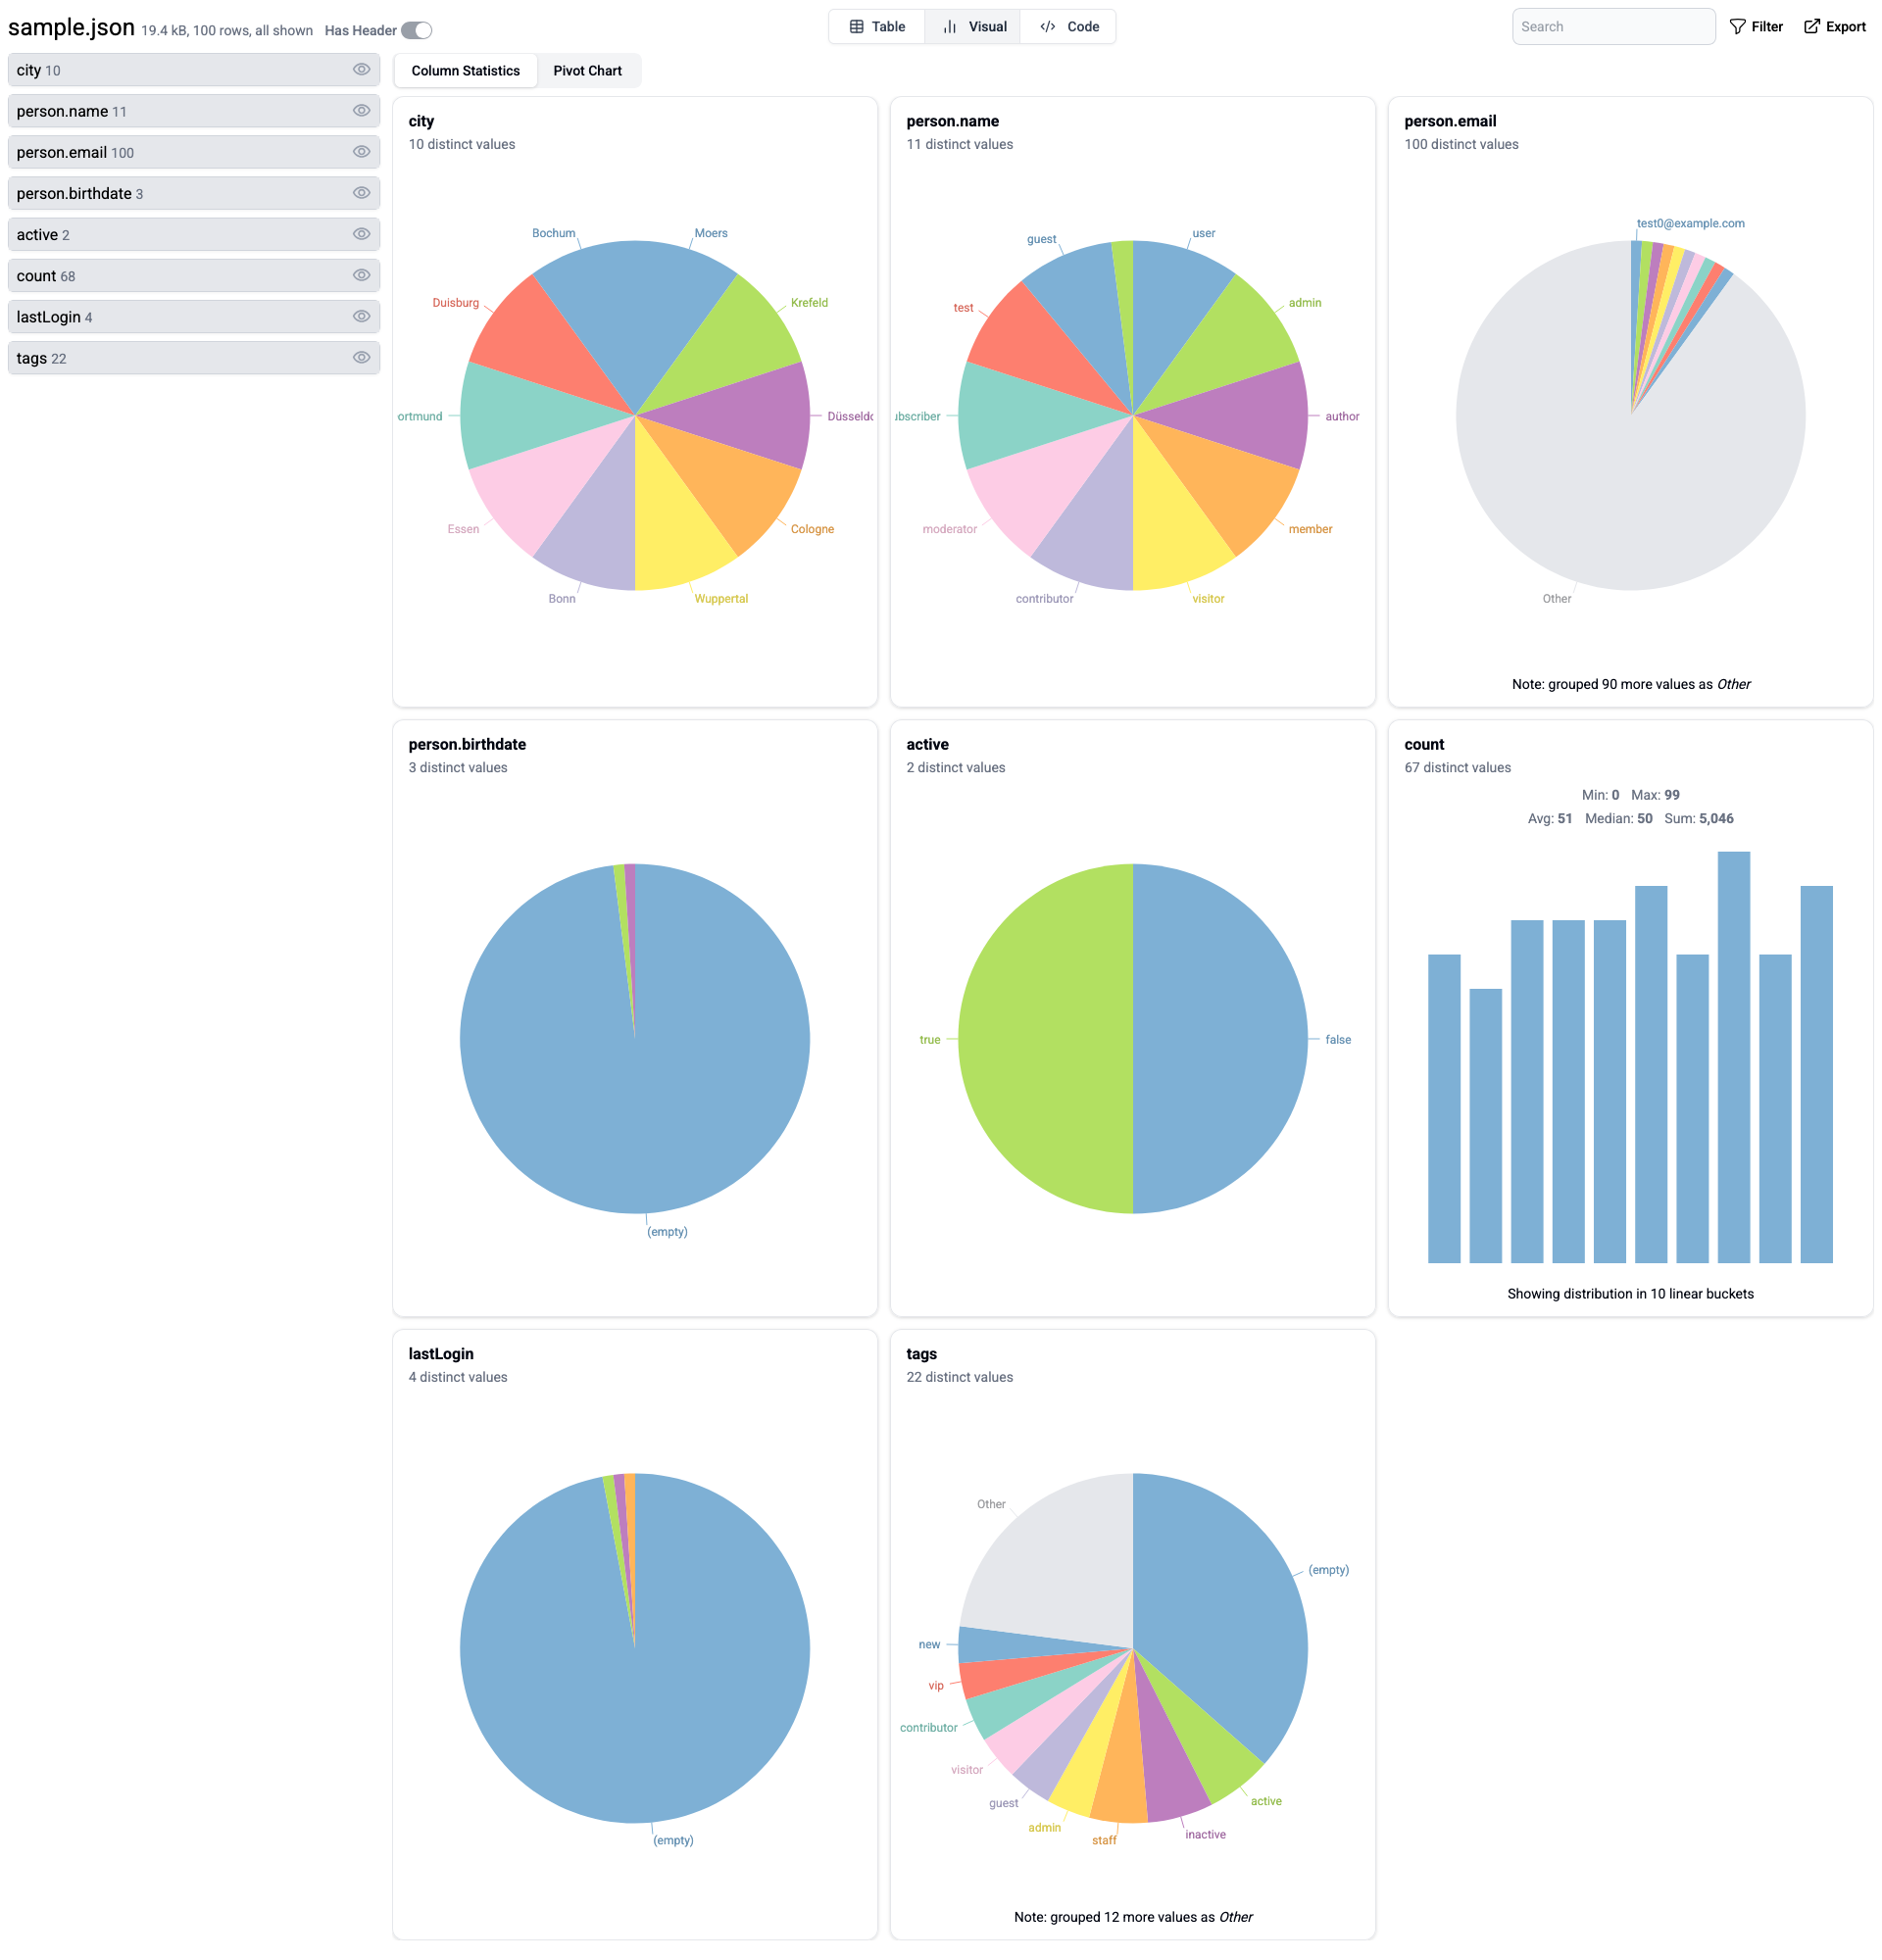 sample.json 19.4 kB, 100 rows, all shown Has Header
Table Visual Code
Search Filter Export
city 10
person.name 11
person.email 100
person.birthdate 3
active 2
count 68
lastLogin 4
tags 22
Column Statistics Pivot Chart
city
10 distinct values
Bochum Moers
Duisburg Krefeld
ortmund Düsseldo
Essen Cologne
Bonn Wuppertal
person.name
11 distinct values
guest user
test admin
ubscriber author
moderator member
contributor visitor
person.email
100 distinct values
test0@example.com
Other
Note: grouped 90 more values as Other
person.birthdate
3 distinct values
(empty)
active
2 distinct values
true false
count
67 distinct values
Min: 0 Max: 99
Avg: 51 Median: 50 Sum: 5,046
Showing distribution in 10 linear buckets
lastLogin
4 distinct values
(empty)
tags
22 distinct values
Other
(empty)
new
vip
contributor
visitor
guest active
admin inactive
staff
Note: grouped 12 more values as Other